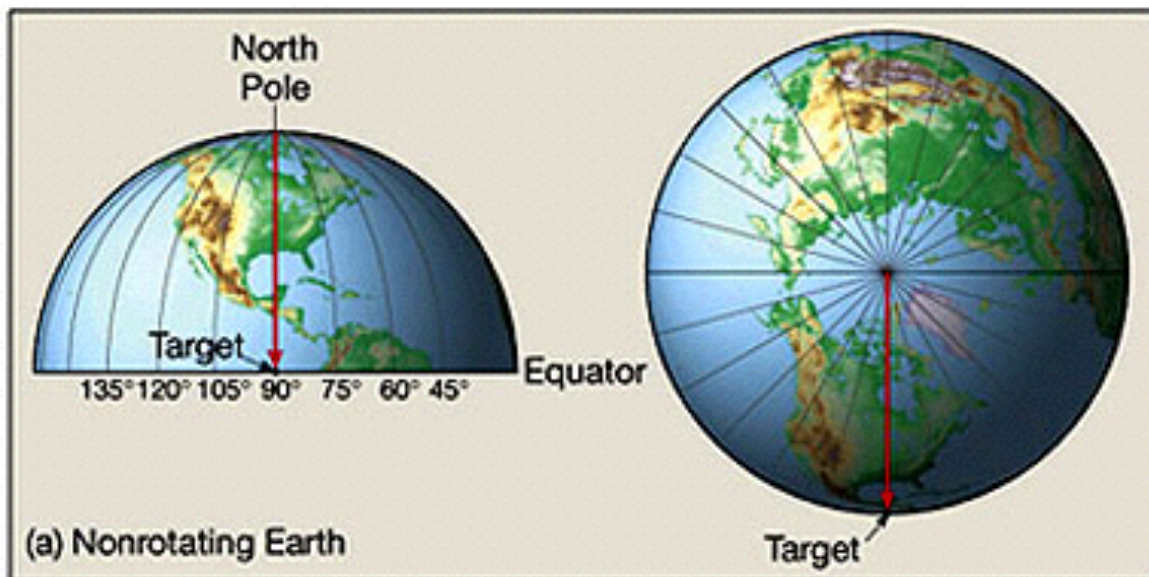 North
Pole
Target
Equator
135° 120° 105° 90° 75° 60° 45°
(a) Nonrotating Earth
Target